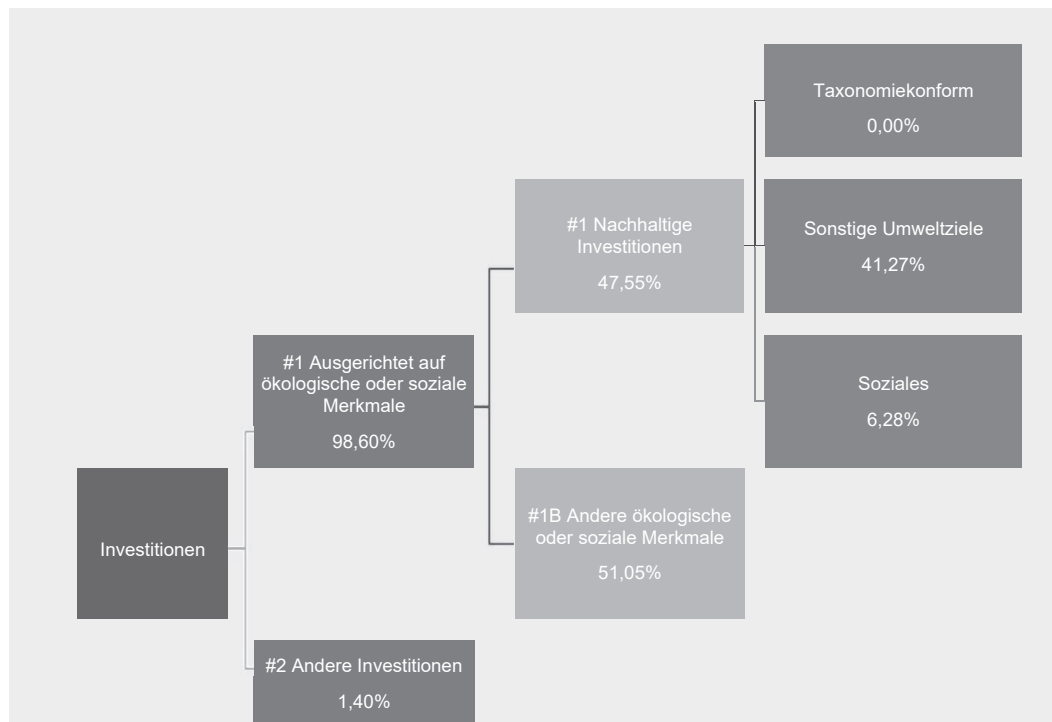 Investitionen
#1 Ausgerichtet auf
ökologische oder soziale
Merkmale
98,60%
#2 Andere Investitionen
1,40%
#1 Nachhaltige
Investitionen
47,55%
#1B Andere ökologische
oder soziale Merkmale
51,05%
Taxonomiekonform
0,00%
Sonstige Umweltziele
41,27%
Soziales
6,28%